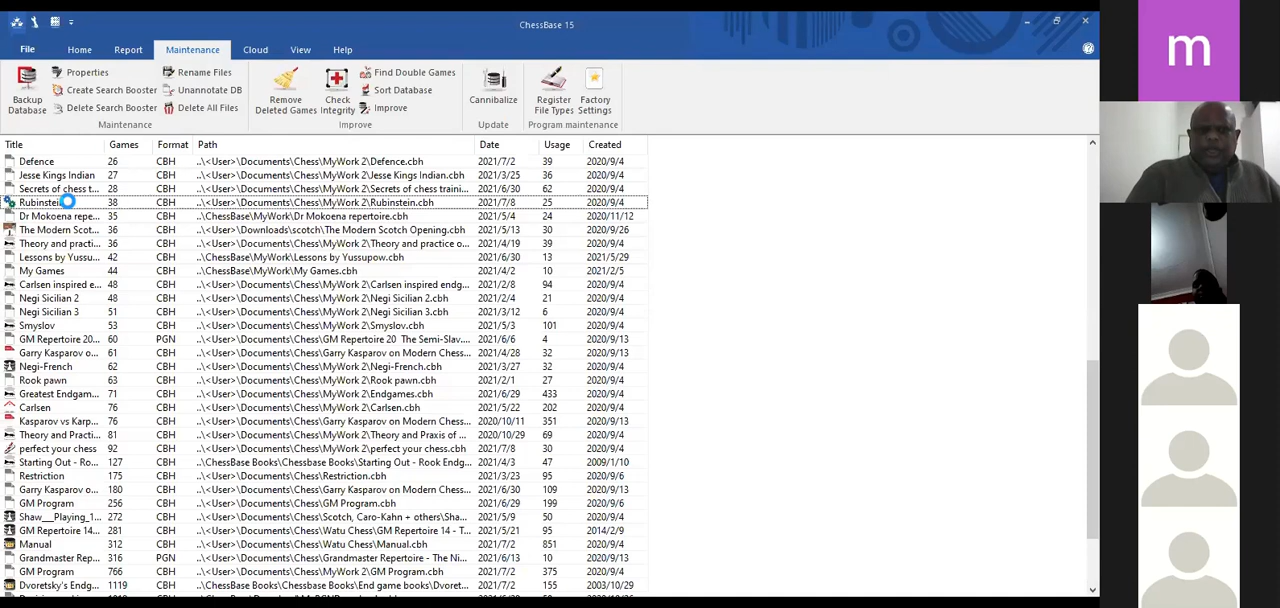 ChessBase 15
File Home Report Maintenance Cloud View Help
Backup Database
Properties
Create Search Booster
Delete Search Booster
Rename Files
Unannotate DB
Delete All Files
Maintenance
Remove Deleted Games
Check Integrity
Find Double Games
Sort Database
Improve
Improve
Cannibalize
Update
Register File Types
Factory Settings
Program maintenance
Title Games Format Path Date Usage Created
Defence 26 CBH ..\<User>\Documents\Chess\MyWork 2\Defence.cbh 2021/7/2 39 2020/9/4
Jesse Kings Indian 27 CBH ..\<User>\Documents\Chess\MyWork 2\Jesse Kings Indian.cbh 2021/3/25 36 2020/9/4
Secrets of chess t... 28 CBH ..\<User>\Documents\Chess\MyWork 2\Secrets of chess traini... 2021/6/30 62 2020/9/4
Rubinstein 38 CBH ..\<User>\Documents\Chess\MyWork 2\Rubinstein.cbh 2021/7/8 25 2020/9/4
Dr Mokoena repe... 35 CBH ..\ChessBase\MyWork\Dr Mokoena repertoire.cbh 2021/5/4 24 2020/11/12
The Modern Scot... 36 CBH ..\<User>\Downloads\scotch\The Modern Scotch Opening.cbh 2021/5/13 30 2020/9/26
Theory and practi... 36 CBH ..\<User>\Documents\Chess\MyWork 2\Theory and practice o... 2021/4/19 39 2020/9/4
Lessons by Yussu... 42 CBH ..\ChessBase\MyWork\Lessons by Yussupow.cbh 2021/6/30 13 2021/5/29
My Games 44 CBH ..\ChessBase\MyWork\My Games.cbh 2021/4/2 10 2021/2/5
Carlsen inspired e... 48 CBH ..\<User>\Documents\Chess\MyWork 2\Carlsen inspired end... 2021/2/8 94 2020/9/4
Negi Sicilian 2 48 CBH ..\<User>\Documents\Chess\MyWork 2\Negi Sicilian 2.cbh 2021/2/4 21 2020/9/4
Negi Sicilian 3 51 CBH ..\<User>\Documents\Chess\MyWork 2\Negi Sicilian 3.cbh 2021/3/12 6 2020/9/4
Smyslov 53 CBH ..\<User>\Documents\Chess\MyWork 2\Smyslov.cbh 2021/5/3 101 2020/9/4
GM Repertoire 20... 60 PGN ..\<User>\Documents\Chess\GM Repertoire 20 The Semi-Slav... 2021/6/6 4 2020/9/13
Garry Kasparov o... 61 CBH ..\<User>\Documents\Chess\Garry Kasparov on Modern Chess... 2021/4/28 32 2020/9/13
Negi-French 62 CBH ..\<User>\Documents\Chess\MyWork 2\Negi-French.cbh 2021/3/27 32 2020/9/4
Rook pawn 63 CBH ..\<User>\Documents\Chess\MyWork 2\Rook pawn.cbh 2021/2/1 27 2020/9/4
Greatest Endgam... 71 CBH ..\<User>\Documents\Chess\MyWork 2\Endgames.cbh 2021/6/29 433 2020/9/4
Carlsen 76 CBH ..\<User>\Documents\Chess\MyWork 2\Carlsen.cbh 2021/5/22 202 2020/9/4
Kasparov vs Karp... 76 CBH ..\<User>\Documents\Chess\Garry Kasparov on Modern Chess... 2020/10/11 351 2020/9/13
Theory and Practi... 81 CBH ..\<User>\Documents\Chess\MyWork 2\Theory and Praxis of ... 2020/10/29 69 2020/9/4
perfect your chess 92 CBH ..\<User>\Documents\Chess\MyWork 2\perfect your chess.cbh 2021/7/8 30 2020/9/4
Starting Out - Roo... 127 CBH ..\ChessBase Books\Chessbase Books\Starting Out - Rook Endg... 2021/4/3 47 2009/1/10
Restriction 175 CBH ..\<User>\Documents\Chess\Restriction.cbh 2021/3/23 95 2020/9/6
Garry Kasparov o... 180 CBH ..\<User>\Documents\Chess\Garry Kasparov on Modern Chess... 2021/6/30 109 2020/9/13
GM Program 256 CBH ..\<User>\Documents\Chess\GM Program.cbh 2021/6/29 199 2020/9/6
Shaw___Playing_1... 272 CBH ..\<User>\Documents\Chess\Scotch, Caro-Kahn + others\Sha... 2021/5/9 50 2020/9/4
GM Repertoire 14... 281 CBH ..\<User>\Documents\Chess\Watu Chess\GM Repertoire 14 - T... 2021/5/21 95 2020/9/4
Manual 312 CBH ..\<User>\Documents\Chess\Watu Chess\Manual.cbh 2021/7/2 851 2020/9/4
Grandmaster Rep... 316 PGN ..\<User>\Documents\Chess\Grandmaster Repertoire - The Ni... 2021/6/13 10 2020/9/13
GM Program 766 CBH ..\<User>\Documents\Chess\MyWork 2\GM Program.cbh 2021/7/2 375 2020/9/4
Dvoretsky's Endg... 1119 CBH ..\ChessBase Books\Chessbase Books\End game books\Dvoret... 2021/7/2 155 2003/10/29
m